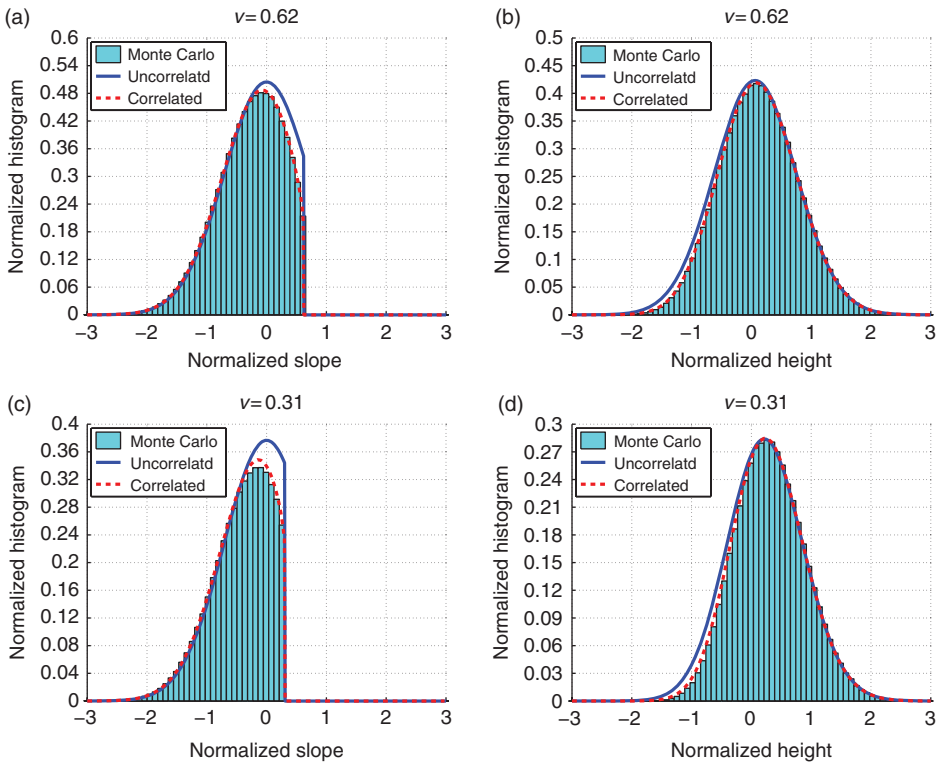 (a)
v=0.62
Normalized histogram
0.6
0.54
0.48
0.42
0.36
0.3
0.24
0.18
0.12
0.06
0
Monte Carlo
Uncorrelatd
Correlated
−3 −2 −1 0 1 2 3
Normalized slope
(b)
v=0.62
Normalized histogram
0.5
0.45
0.4
0.35
0.3
0.25
0.2
0.15
0.1
0.05
0
Monte Carlo
Uncorrelatd
Correlated
−3 −2 −1 0 1 2 3
Normalized height
(c)
v=0.31
Normalized histogram
0.4
0.36
0.32
0.28
0.24
0.2
0.16
0.12
0.08
0.04
0
Monte Carlo
Uncorrelatd
Correlated
−3 −2 −1 0 1 2 3
Normalized slope
(d)
v=0.31
Normalized histogram
0.3
0.27
0.24
0.21
0.18
0.15
0.12
0.09
0.06
0.03
0
Monte Carlo
Uncorrelatd
Correlated
−3 −2 −1 0 1 2 3
Normalized height